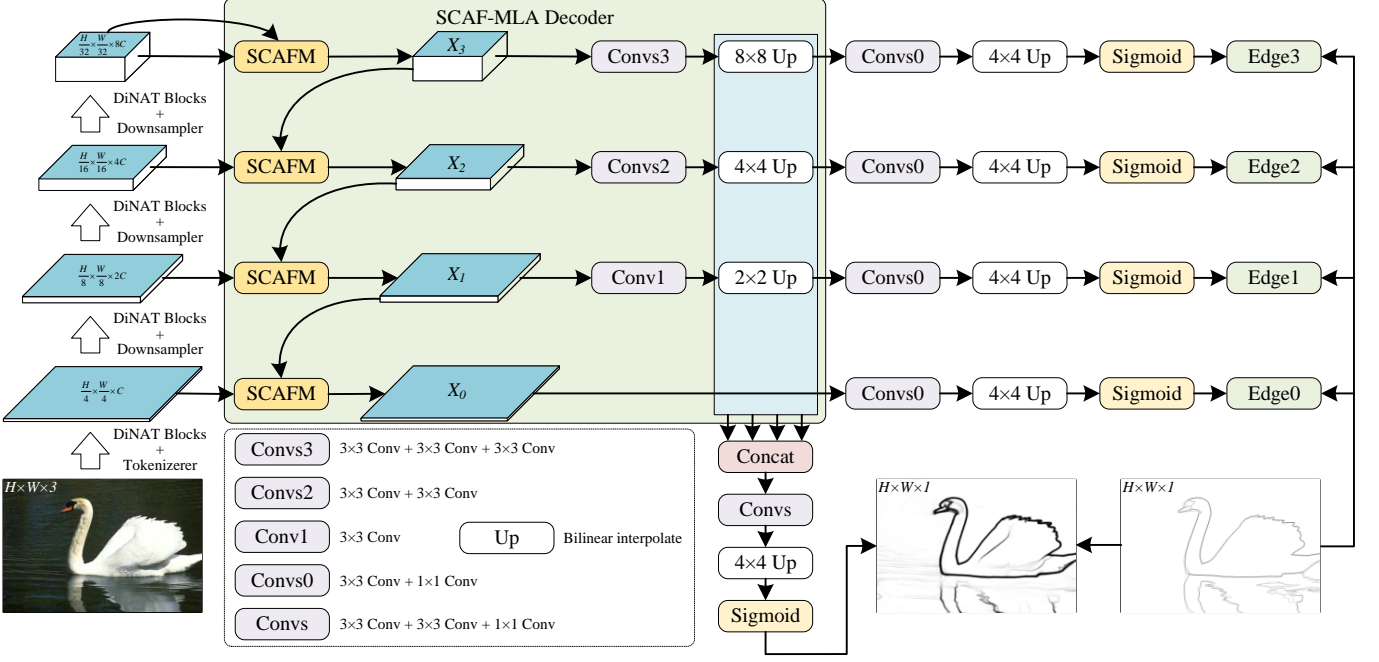 SCAF-MLA Decoder
H/32×W/32×8C
SCAFM
X3
Convs3
8×8 Up
Convs0
4×4 Up
Sigmoid
Edge3
DiNAT Blocks
+
Downsampler
H/16×W/16×4C
SCAFM
X2
Convs2
4×4 Up
Convs0
4×4 Up
Sigmoid
Edge2
DiNAT Blocks
+
Downsampler
H/8×W/8×2C
SCAFM
X1
Conv1
2×2 Up
Convs0
4×4 Up
Sigmoid
Edge1
DiNAT Blocks
+
Downsampler
H/4×W/4×C
SCAFM
X0
Convs0
4×4 Up
Sigmoid
Edge0
DiNAT Blocks
+
Tokenizerer
H×W×3
Convs3
3×3 Conv + 3×3 Conv + 3×3 Conv
Convs2
3×3 Conv + 3×3 Conv
Conv1
3×3 Conv
Up
Bilinear interpolate
Convs0
3×3 Conv + 1×1 Conv
Convs
3×3 Conv + 3×3 Conv + 1×1 Conv
Concat
Convs
4×4 Up
Sigmoid
H×W×1
H×W×1